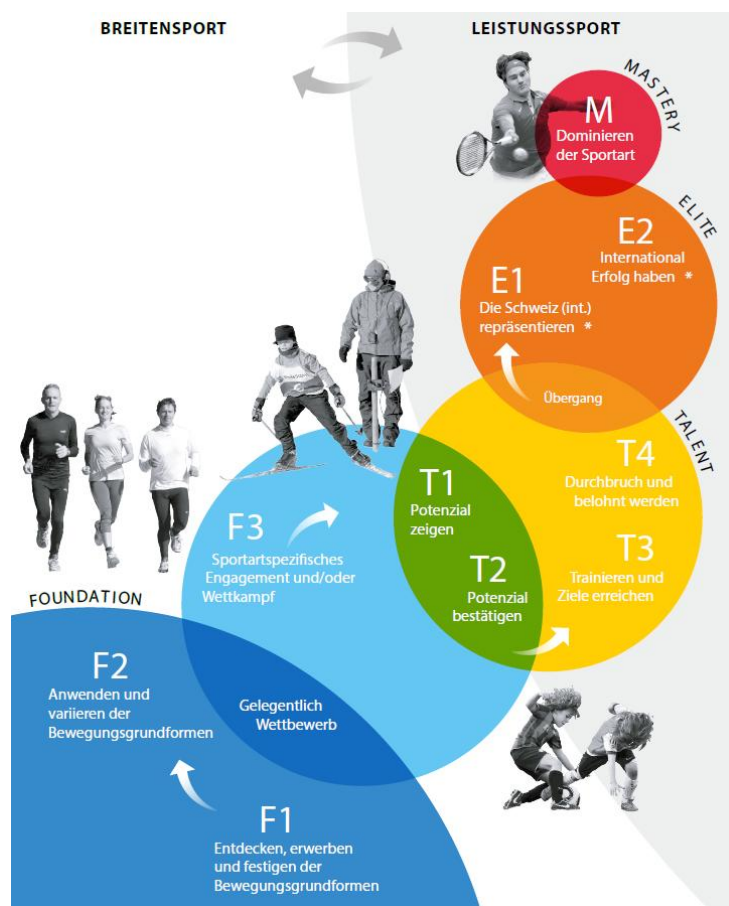 BREITENSPORT
LEISTUNGSSPORT
MASTERY
M
Dominieren
der Sportart
ELITE
E2
International
Erfolg haben *
E1
Die Schweiz (int.)
repräsentieren *
Übergang
TALENT
T4
Durchbruch und
belohnt werden
T1
Potenzial
zeigen
T3
Trainieren und
Ziele erreichen
T2
Potenzial
bestätigen
F3
Sportartspezifisches
Engagement und/oder
Wettkampf
FOUNDATION
F2
Anwenden und
variieren der
Bewegungsgrundformen
Gelegentlich
Wettbewerb
F1
Entdecken, erwerben
und festigen der
Bewegungsgrundformen